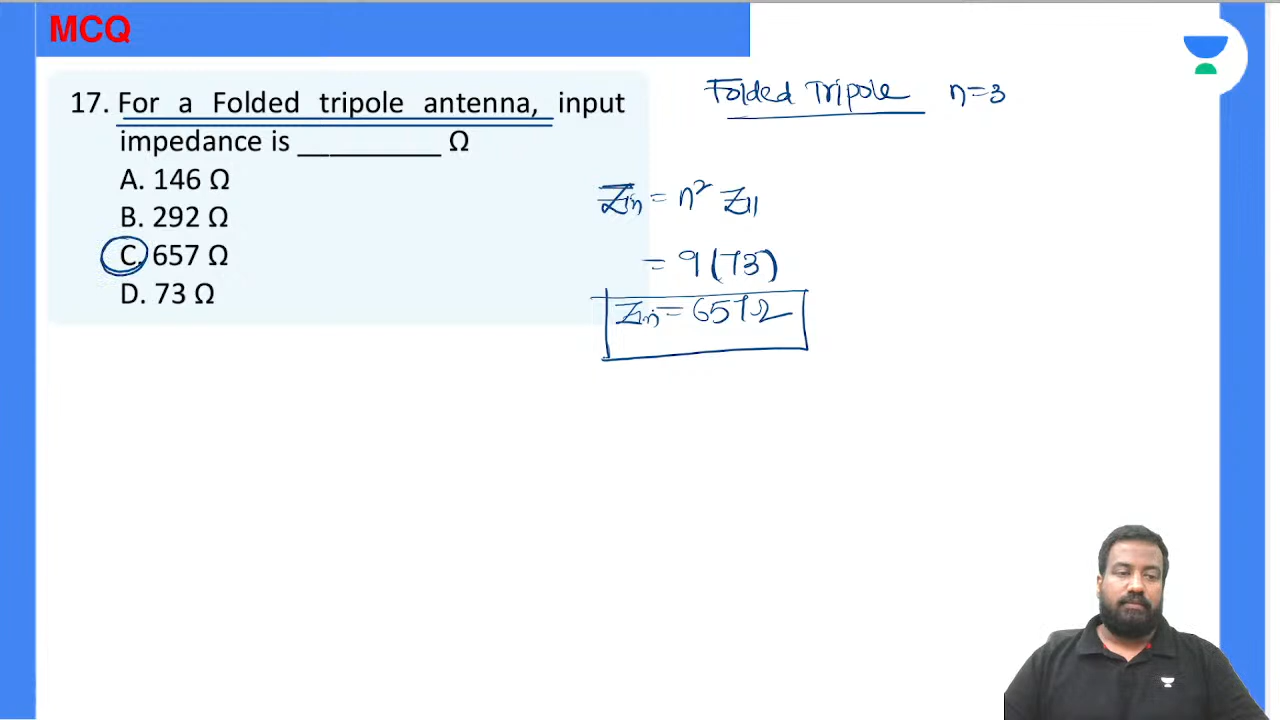 MCQ
17. For a Folded tripole antenna, input
impedance is __________ Ω
A. 146 Ω
B. 292 Ω
C. 657 Ω
D. 73 Ω
Folded Tripole n=3
Zin = n² Z11
= 9(73)
Zin = 657Ω